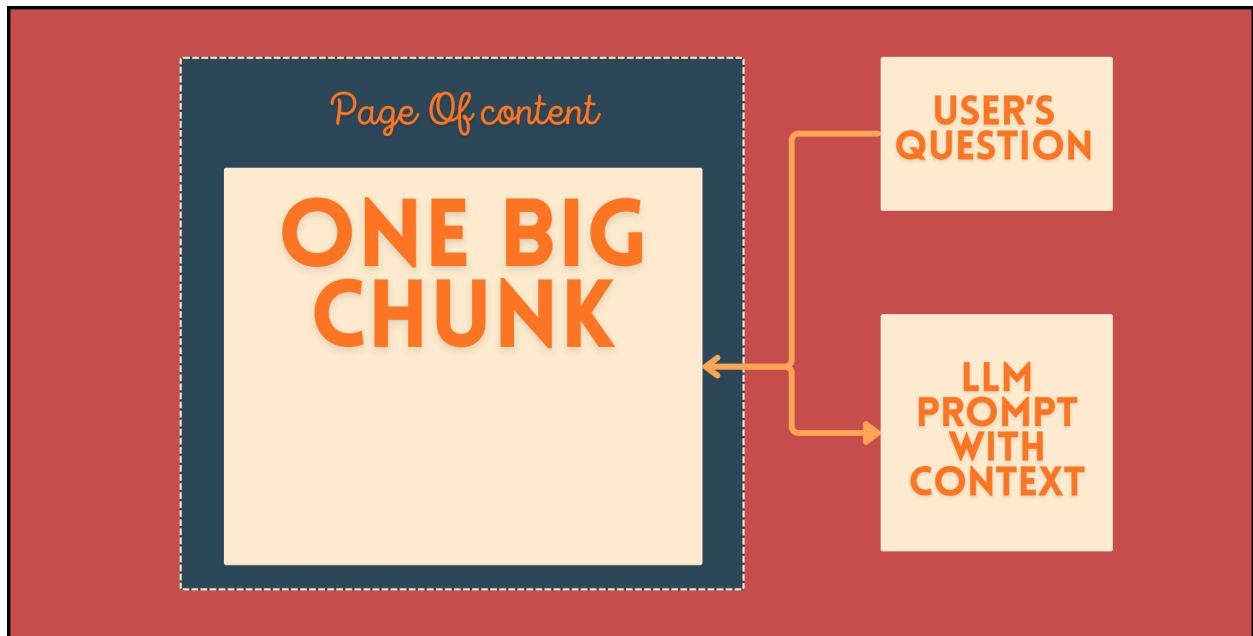 Page Of content
ONE BIG
CHUNK
USER'S
QUESTION
LLM
PROMPT
WITH
CONTEXT